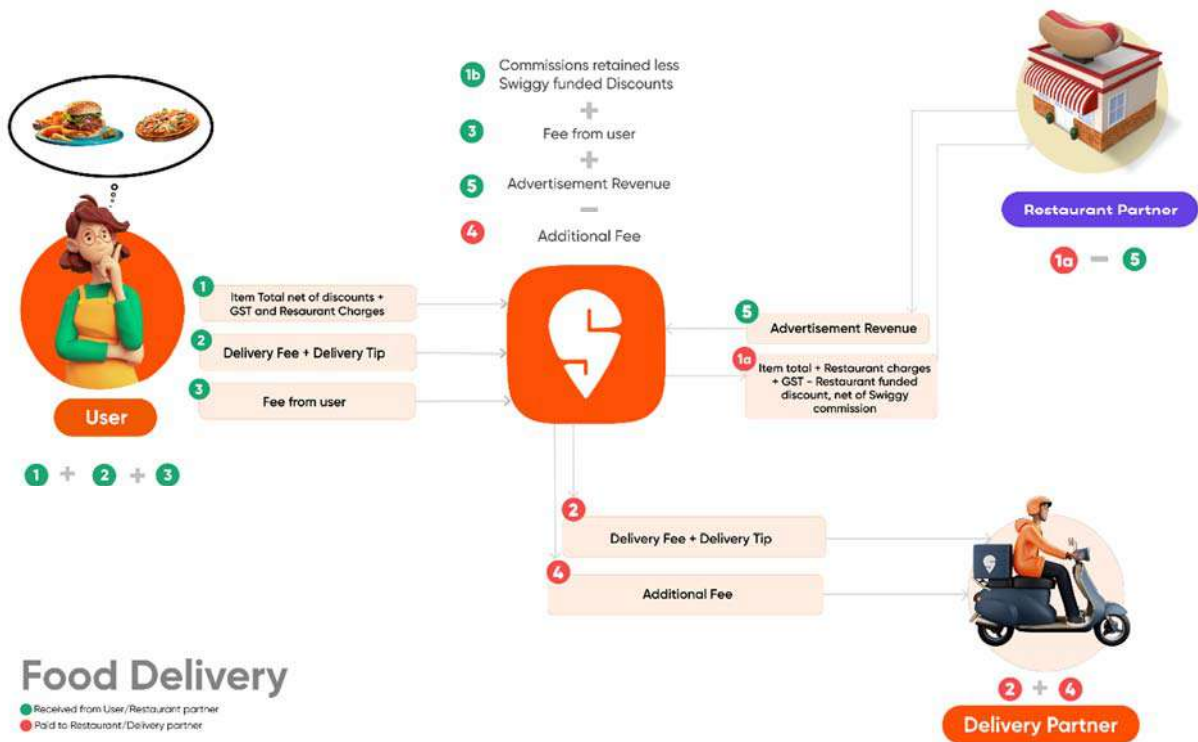 1b
Commissions retained less
Swiggy funded Discounts
+
3
Fee from user
+
5
Advertisement Revenue
−
4
Additional Fee
Restaurant Partner
1a − 5
1
Item Total net of discounts +
GST and Resaurant Charges
2
Delivery Fee + Delivery Tip
3
Fee from user
User
1 + 2 + 3
5
Advertisement Revenue
1a
Item total + Restaurant charges
+ GST - Restaurant funded
discount, net of Swiggy
commission
2
Delivery Fee + Delivery Tip
4
Additional Fee
2 + 4
Delivery Partner
Food Delivery
Received from User/Restaurant partner
Paid to Restaurant/Delivery partner